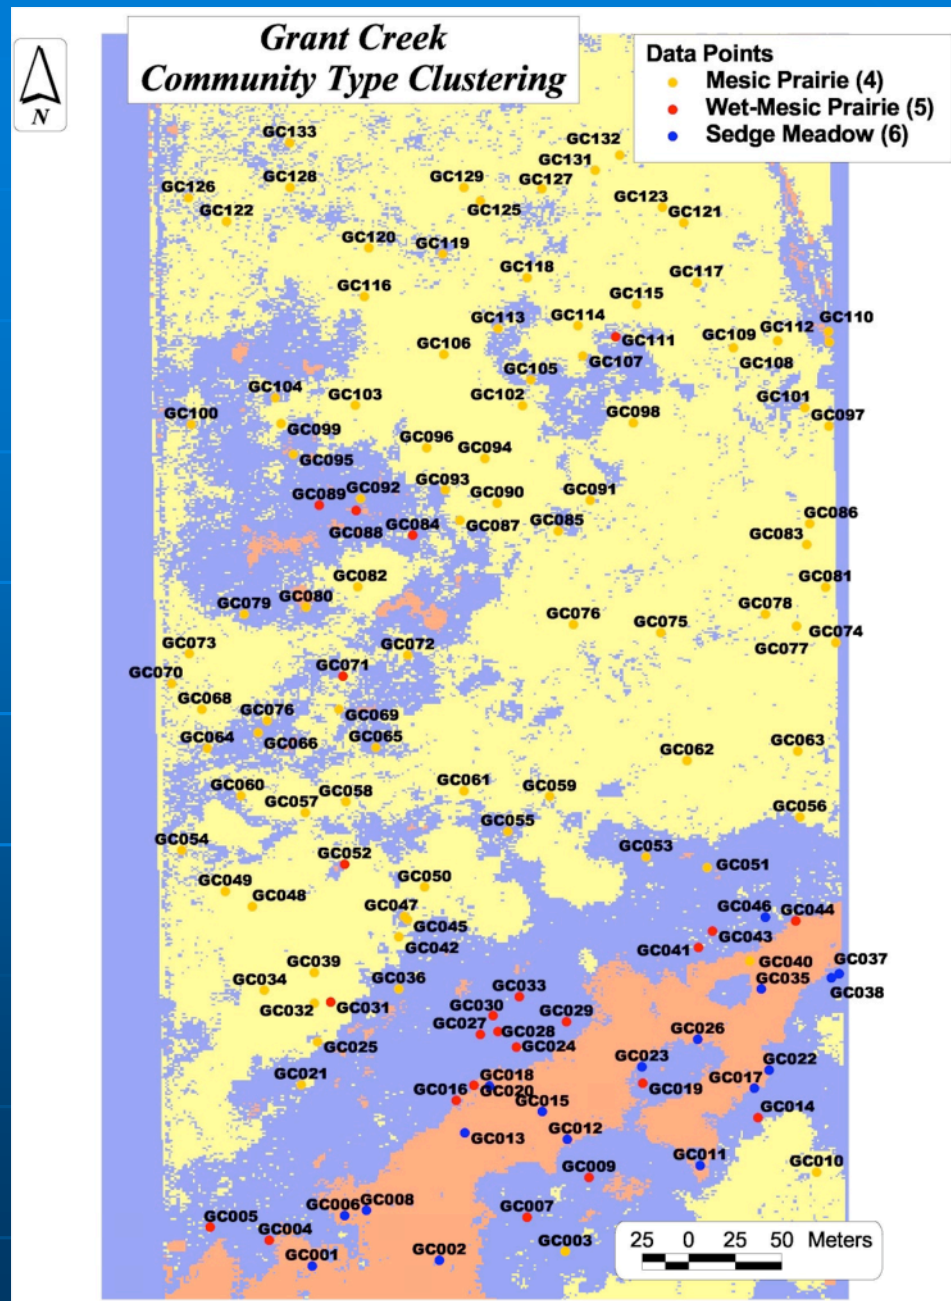 Grant Creek
Community Type Clustering
N
Data Points
Mesic Prairie (4)
Wet-Mesic Prairie (5)
Sedge Meadow (6)
GC133
GC132
GC131
GC126
GC128
GC129
GC127
GC125
GC123
GC122
GC121
GC120
GC119
GC118
GC117
GC116
GC115
GC113
GC114
GC110
GC112
GC111
GC109
GC106
GC107
GC108
GC105
GC104
GC103
GC102
GC101
GC100
GC098
GC097
GC099
GC096
GC094
GC095
GC093
GC092
GC091
GC090
GC089
GC088
GC084
GC087
GC085
GC086
GC083
GC082
GC081
GC080
GC079
GC078
GC076
GC075
GC074
GC077
GC073
GC072
GC071
GC070
GC068
GC069
GC076
GC066
GC065
GC064
GC063
GC062
GC061
GC060
GC059
GC058
GC057
GC056
GC055
GC054
GC053
GC052
GC051
GC050
GC049
GC048
GC047
GC046
GC044
GC045
GC043
GC042
GC041
GC040
GC039
GC037
GC038
GC036
GC035
GC034
GC033
GC032
GC031
GC030
GC029
GC028
GC027
GC026
GC025
GC024
GC023
GC022
GC021
GC019
GC018
GC020
GC017
GC016
GC015
GC014
GC013
GC012
GC011
GC010
GC009
GC008
GC007
GC006
GC005
GC004
GC003
GC002
GC001
25 0 25 50 Meters